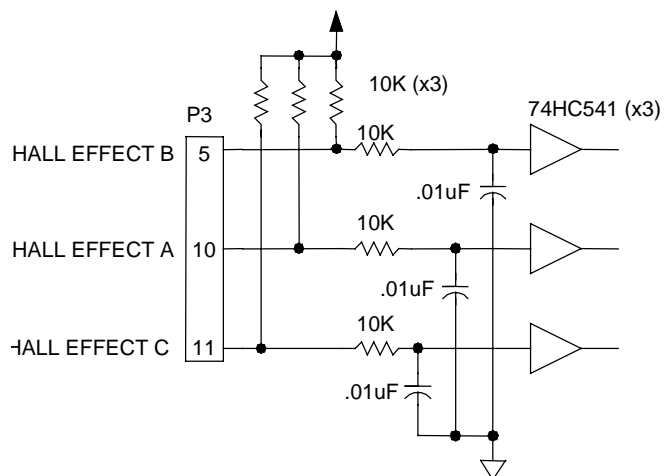 10K (x3)
74HC541 (x3)
P3
10K
HALL EFFECT B
5
.01uF
10K
HALL EFFECT A
10
.01uF
10K
HALL EFFECT C
11
.01uF